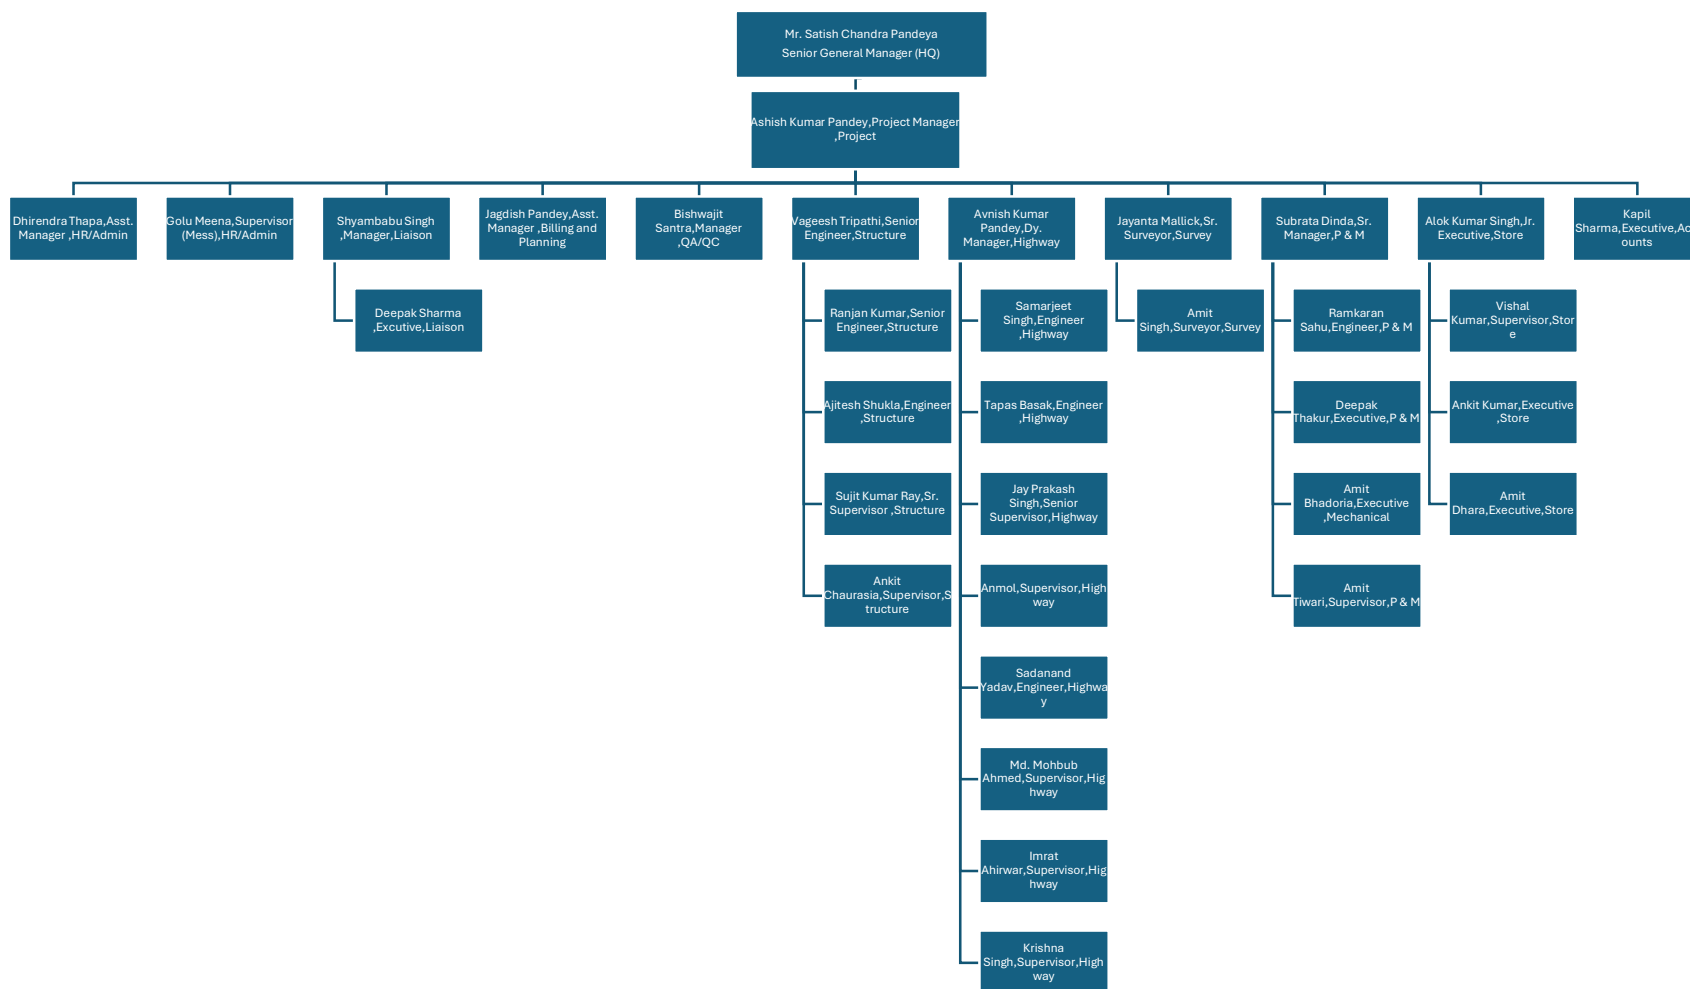 Mr. Satish Chandra Pandeya
Senior General Manager (HQ)
Ashish Kumar Pandey,Project Manager
,Project
Dhirendra Thapa,Asst.
Manager ,HR/Admin
Golu Meena,Supervisor
(Mess),HR/Admin
Shyambabu Singh
,Manager,Liaison
Jagdish Pandey,Asst.
Manager ,Billing and
Planning
Bishwajit
Santra,Manager
,QA/QC
Vageesh Tripathi,Senior
Engineer,Structure
Avnish Kumar
Pandey,Dy.
Manager,Highway
Jayanta Mallick,Sr.
Surveyor,Survey
Subrata Dinda,Sr.
Manager,P & M
Alok Kumar Singh,Jr.
Executive,Store
Kapil
Sharma,Executive,Acc
ounts
Deepak Sharma
,Excutive,Liaison
Ranjan Kumar,Senior
Engineer,Structure
Samarjeet
Singh,Engineer
,Highway
Amit
Singh,Surveyor,Survey
Ramkaran
Sahu,Engineer,P & M
Vishal
Kumar,Supervisor,Stor
e
Ajitesh Shukla,Engineer
,Structure
Tapas Basak,Engineer
,Highway
Deepak
Thakur,Executive,P & M
Ankit Kumar,Executive
,Store
Sujit Kumar Ray,Sr.
Supervisor ,Structure
Jay Prakash
Singh,Senior
Supervisor,Highway
Amit
Bhadoria,Executive
,Mechanical
Amit
Dhara,Executive,Store
Ankit
Chaurasia,Supervisor,S
tructure
Anmol,Supervisor,High
way
Amit
Tiwari,Supervisor,P & M
Sadanand
Yadav,Engineer,Highwa
y
Md. Mohbub
Ahmed,Supervisor,Hig
hway
Imrat
Ahirwar,Supervisor,Hig
hway
Krishna
Singh,Supervisor,High
way